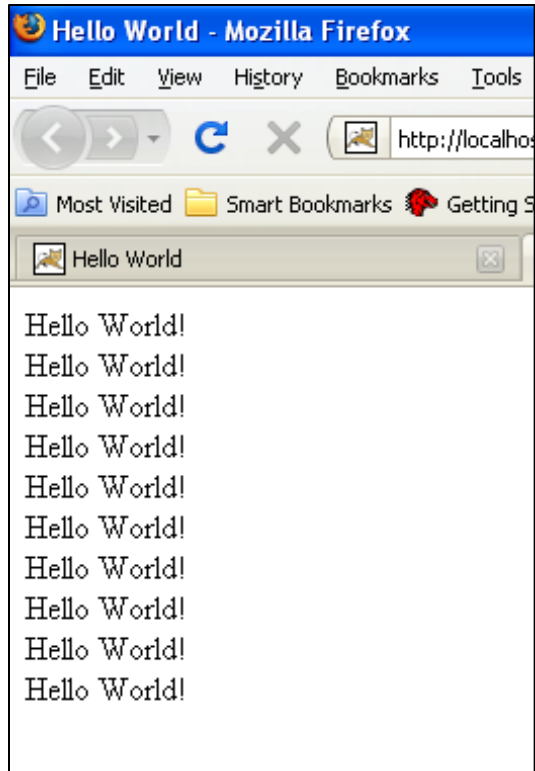 Hello World - Mozilla Firefox
File Edit View History Bookmarks Tools
http://localhos
Most Visited Smart Bookmarks Getting S
Hello World
Hello World!
Hello World!
Hello World!
Hello World!
Hello World!
Hello World!
Hello World!
Hello World!
Hello World!
Hello World!